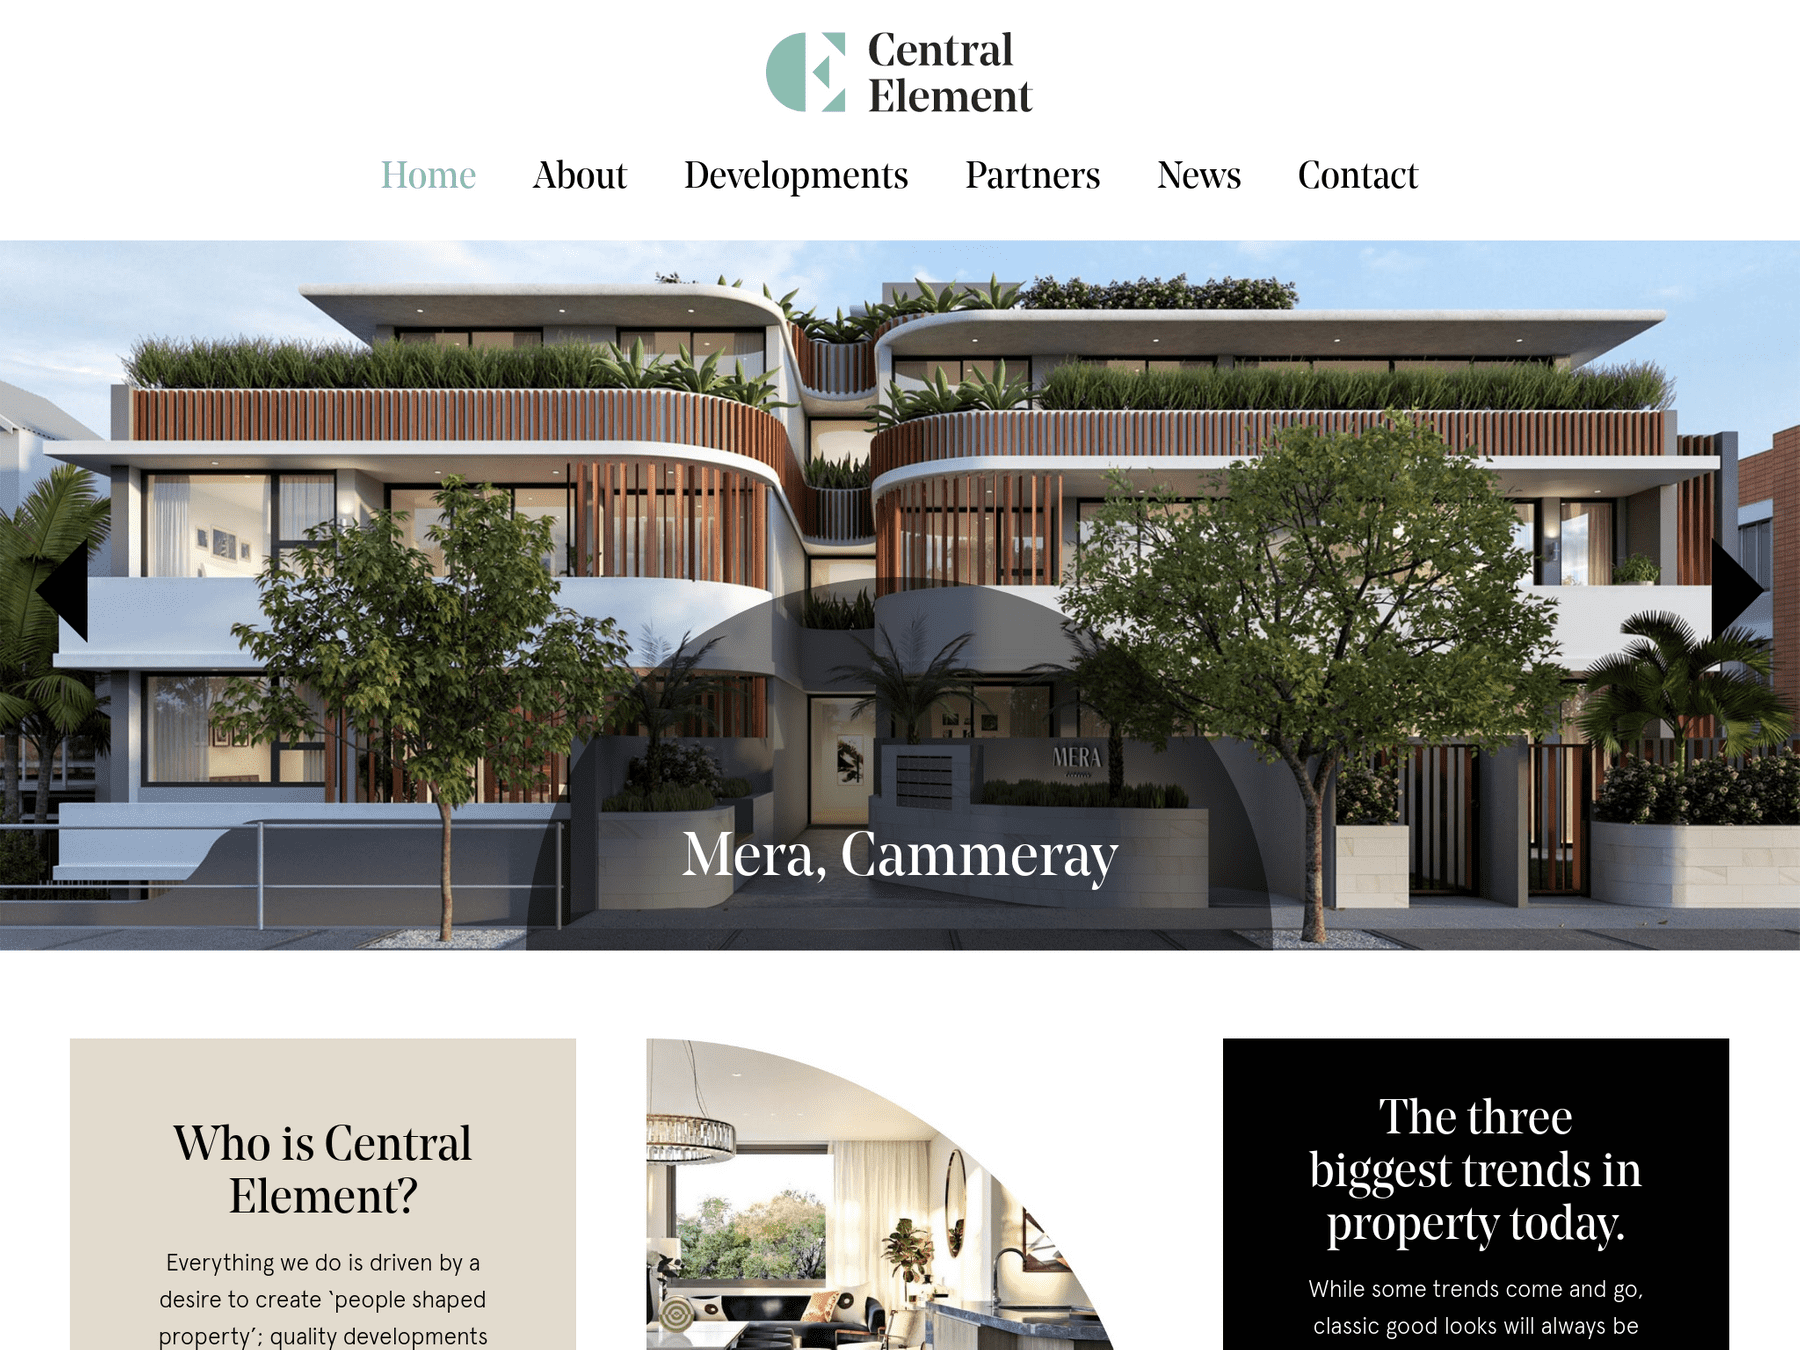 Central
Element
Home About Developments Partners News Contact
MERA
Mera, Cammeray
Who is Central
Element?
Everything we do is driven by a
desire to create ‘people shaped
property’; quality developments
The three
biggest trends in
property today.
While some trends come and go,
classic good looks will always be